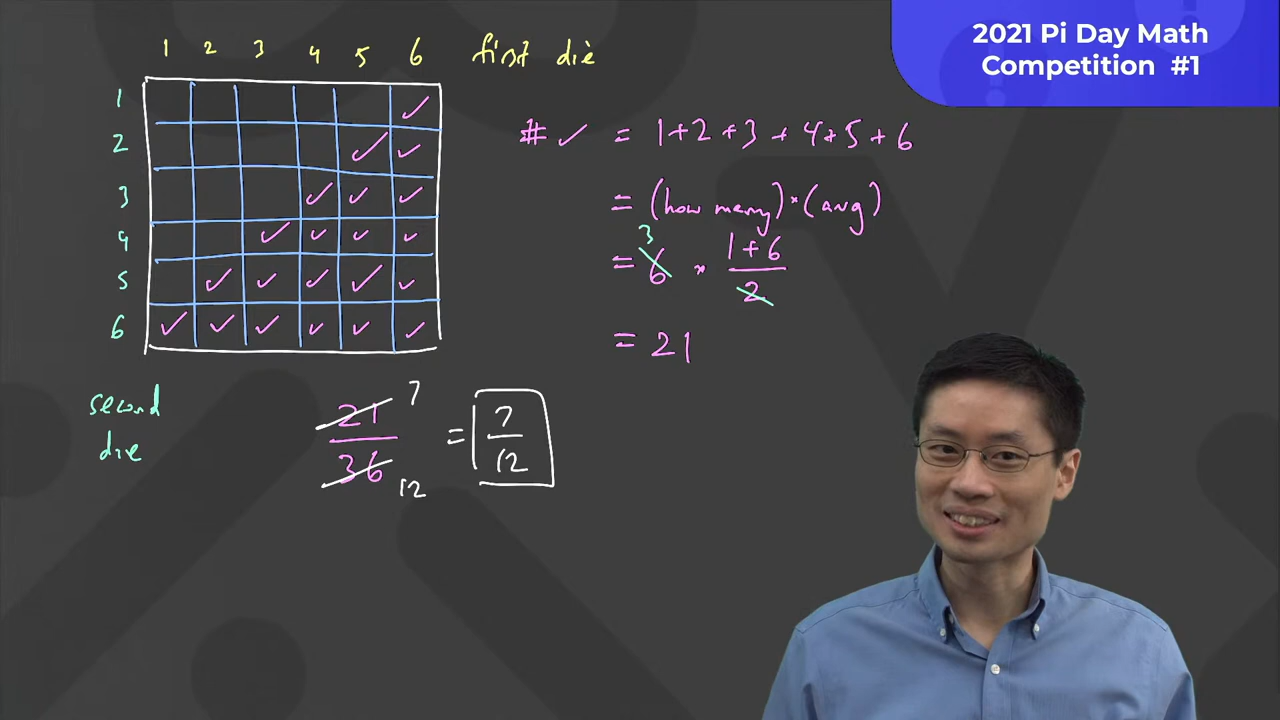 2021 Pi Day Math
Competition #1
1 2 3 4 5 6 first die
1 ✓
2 ✓ ✓
3 ✓ ✓ ✓
4 ✓ ✓ ✓ ✓
5 ✓ ✓ ✓ ✓ ✓
6 ✓ ✓ ✓ ✓ ✓ ✓
second
die
# ✓ = 1+2+3+4+5+6
= (how many)*(avg)
3
= 6 * 1+6
2
= 21
21 7
36 12
= 7
12